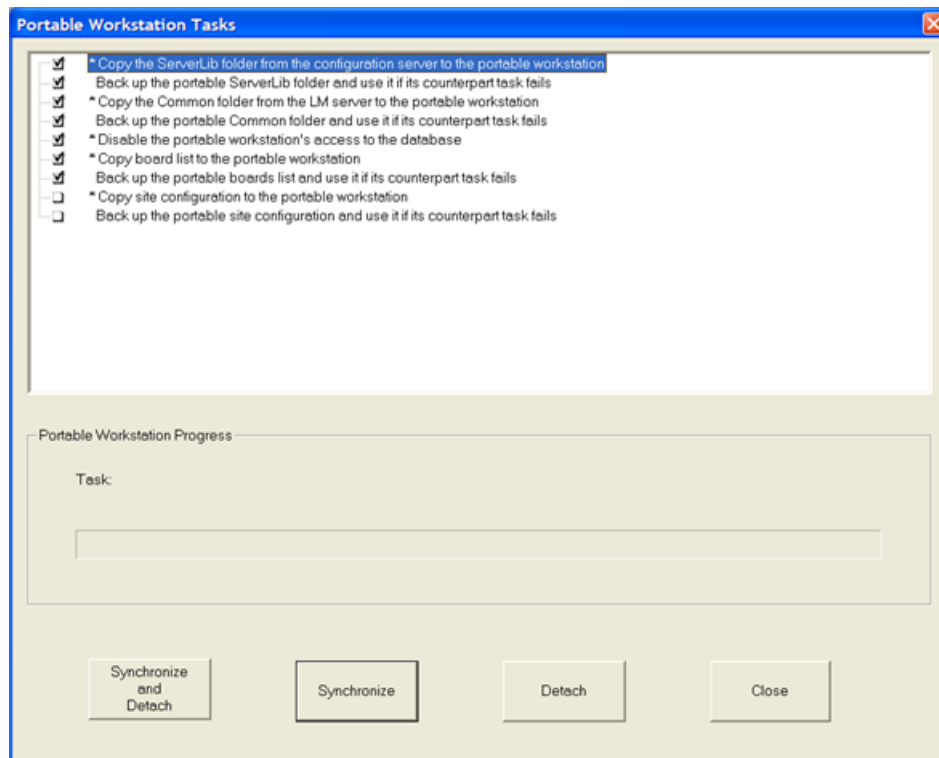 Portable Workstation Tasks
* Copy the ServerLib folder from the configuration server to the portable workstation
Back up the portable ServerLib folder and use it if its counterpart task fails
* Copy the Common folder from the LM server to the portable workstation
Back up the portable Common folder and use it if its counterpart task fails
* Disable the portable workstation's access to the database
* Copy board list to the portable workstation
Back up the portable boards list and use it if its counterpart task fails
* Copy site configuration to the portable workstation
Back up the portable site configuration and use it if its counterpart task fails
Portable Workstation Progress
Task:
Synchronize
and
Detach
Synchronize
Detach
Close